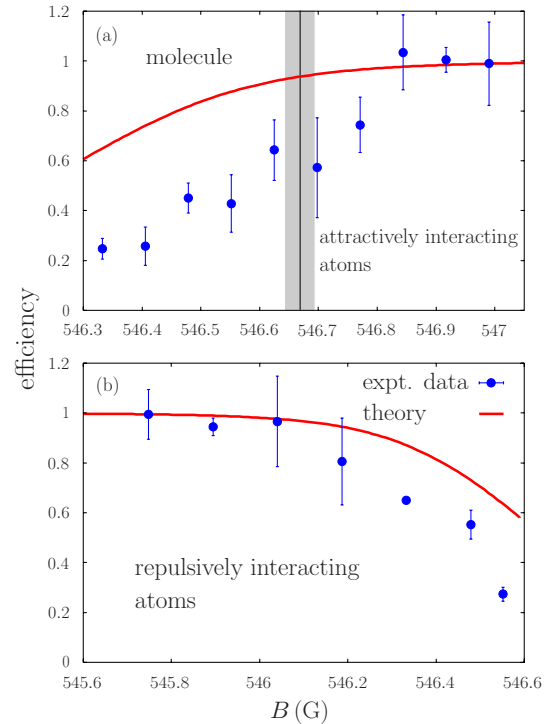 1.2
(a)
molecule
1
0.8
0.6
0.4
attractively interacting
atoms
0.2
0
546.3 546.4 546.5 546.6 546.7 546.8 546.9 547
efficiency
1.2
(b)
expt. data
theory
1
0.8
0.6
0.4
repulsively interacting
atoms
0.2
0
545.6 545.8 546 546.2 546.4 546.6
B (G)